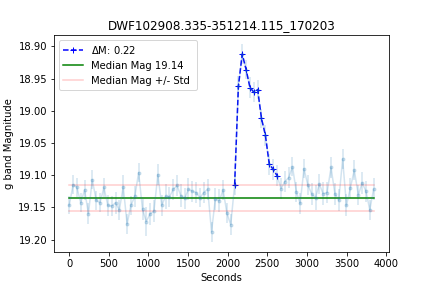 DWF102908.335-351214.115_170203
ΔM: 0.22
Median Mag 19.14
Median Mag +/- Std
g band Magnitude
18.90
18.95
19.00
19.05
19.10
19.15
19.20
0 500 1000 1500 2000 2500 3000 3500 4000
Seconds